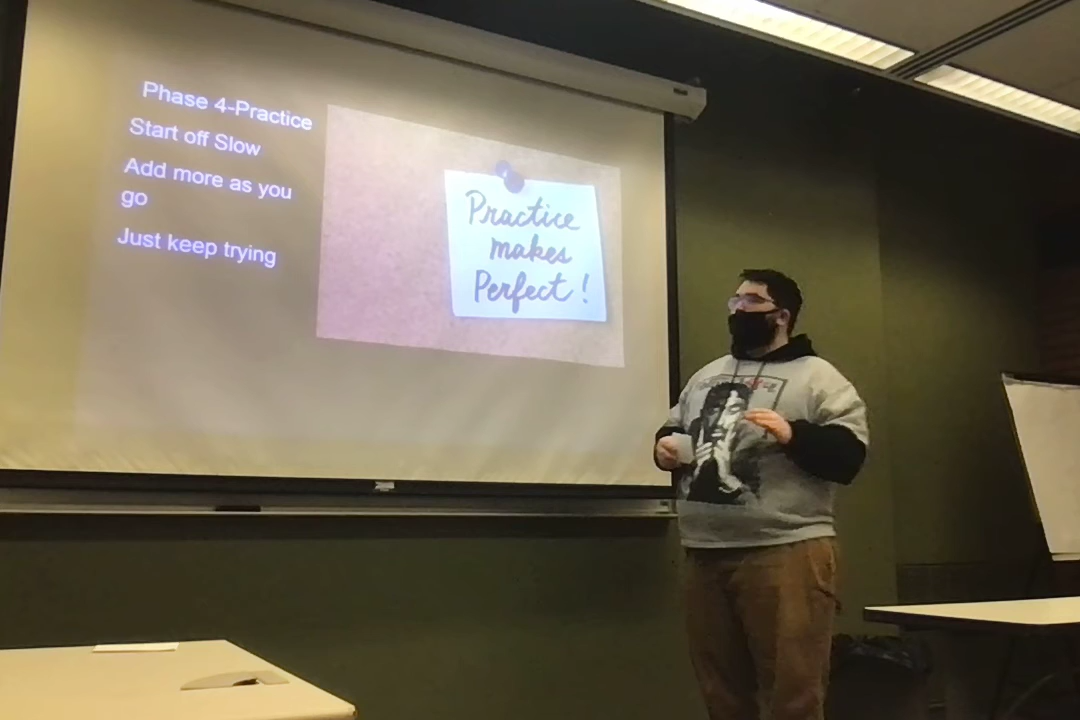 Phase 4-Practice
Start off Slow
Add more as you
go
Just keep trying
Practice
makes
Perfect!